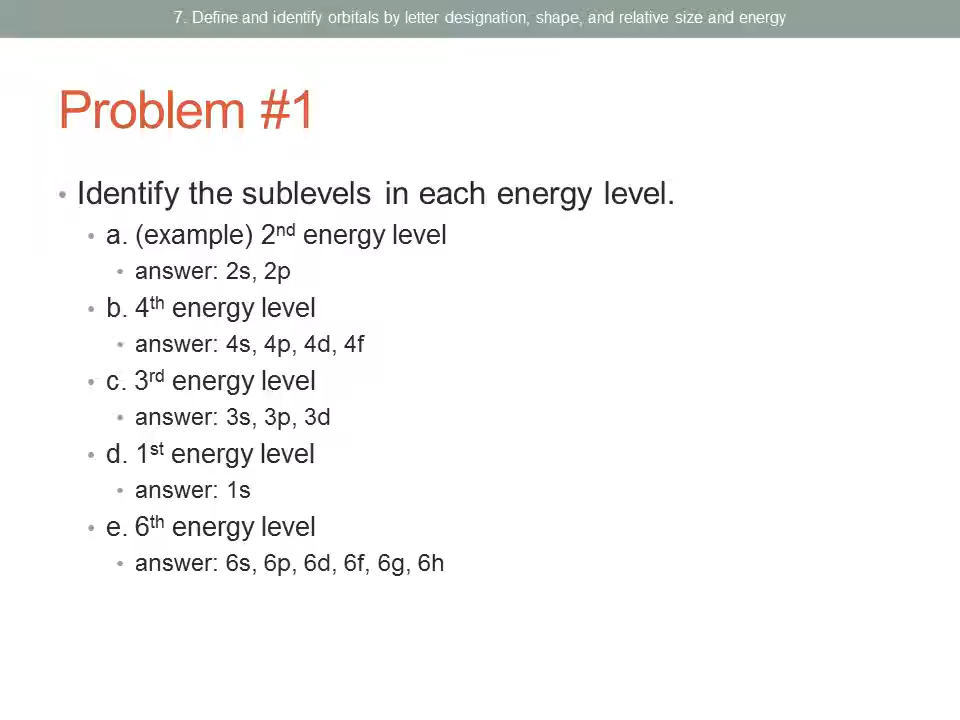 7. Define and identify orbitals by letter designation, shape, and relative size and energy
Problem #1
• Identify the sublevels in each energy level.
• a. (example) 2nd energy level
• answer: 2s, 2p
• b. 4th energy level
• answer: 4s, 4p, 4d, 4f
• c. 3rd energy level
• answer: 3s, 3p, 3d
• d. 1st energy level
• answer: 1s
• e. 6th energy level
• answer: 6s, 6p, 6d, 6f, 6g, 6h